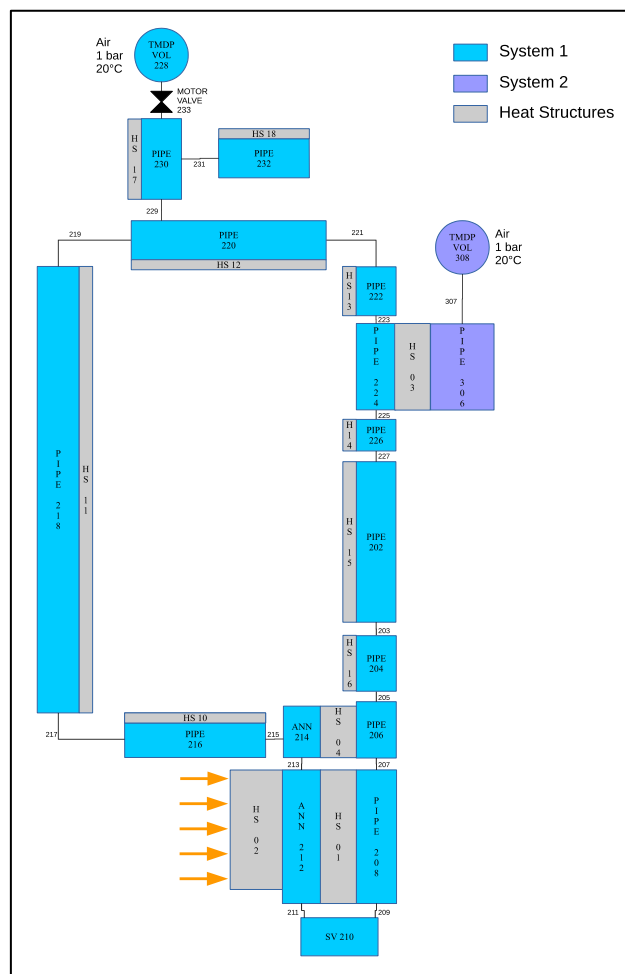 Air
1 bar
20°C
TMDP
VOL
228
MOTOR
VALVE
233
System 1
System 2
Heat Structures
HS 17
PIPE
230
231
HS 18
PIPE
232
229
219
PIPE
220
HS 12
221
TMDP
VOL
308
Air
1 bar
20°C
HS 13
PIPE
222
307
223
PIPE 224
HS 03
PIPE 306
225
H14
PIPE
226
227
PIPE 218
HS 11
HS 15
PIPE
202
203
HS 16
PIPE
204
205
217
HS 10
PIPE
216
215
ANN
214
HS 04
PIPE
206
213
207
HS 02
ANN 212
HS 01
PIPE 208
211
209
SV 210